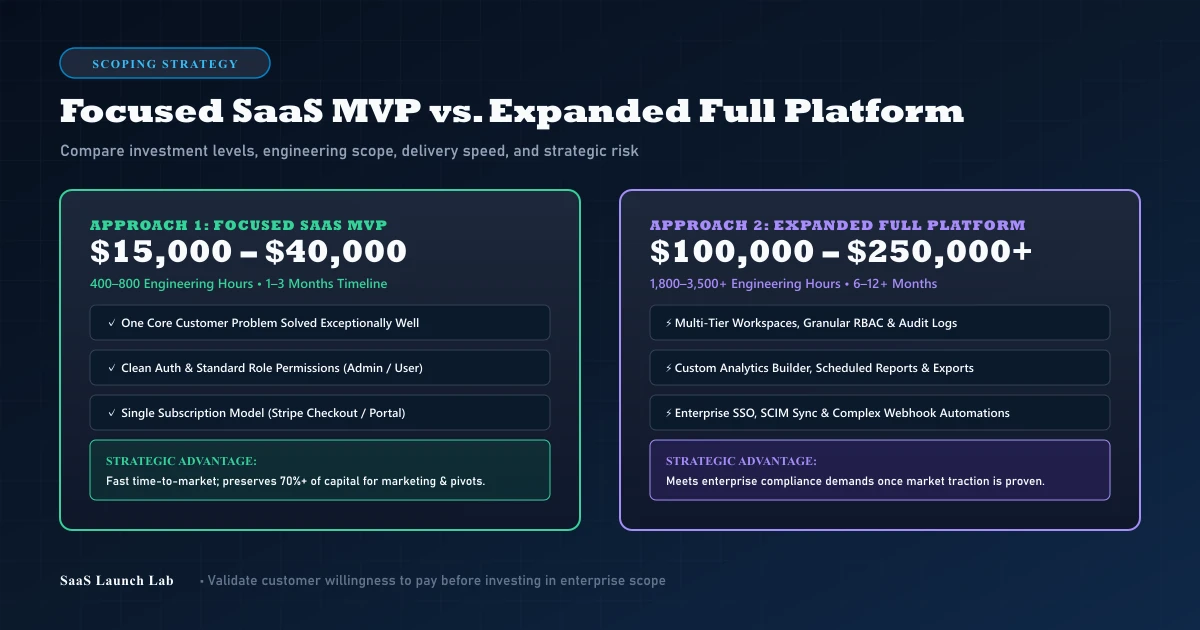 SCOPING STRATEGY
Focused SaaS MVP vs. Expanded Full Platform
Compare investment levels, engineering scope, delivery speed, and strategic risk
APPROACH 1: FOCUSED SAAS MVP
$15,000 – $40,000
400–800 Engineering Hours • 1–3 Months Timeline
✓ One Core Customer Problem Solved Exceptionally Well
✓ Clean Auth & Standard Role Permissions (Admin / User)
✓ Single Subscription Model (Stripe Checkout / Portal)
STRATEGIC ADVANTAGE:
Fast time-to-market; preserves 70%+ of capital for marketing & pivots.
APPROACH 2: EXPANDED FULL PLATFORM
$100,000 – $250,000+
1,800–3,500+ Engineering Hours • 6–12+ Months
⚡ Multi-Tier Workspaces, Granular RBAC & Audit Logs
⚡ Custom Analytics Builder, Scheduled Reports & Exports
⚡ Enterprise SSO, SCIM Sync & Complex Webhook Automations
STRATEGIC ADVANTAGE:
Meets enterprise compliance demands once market traction is proven.
SaaS Launch Lab • Validate customer willingness to pay before investing in enterprise scope